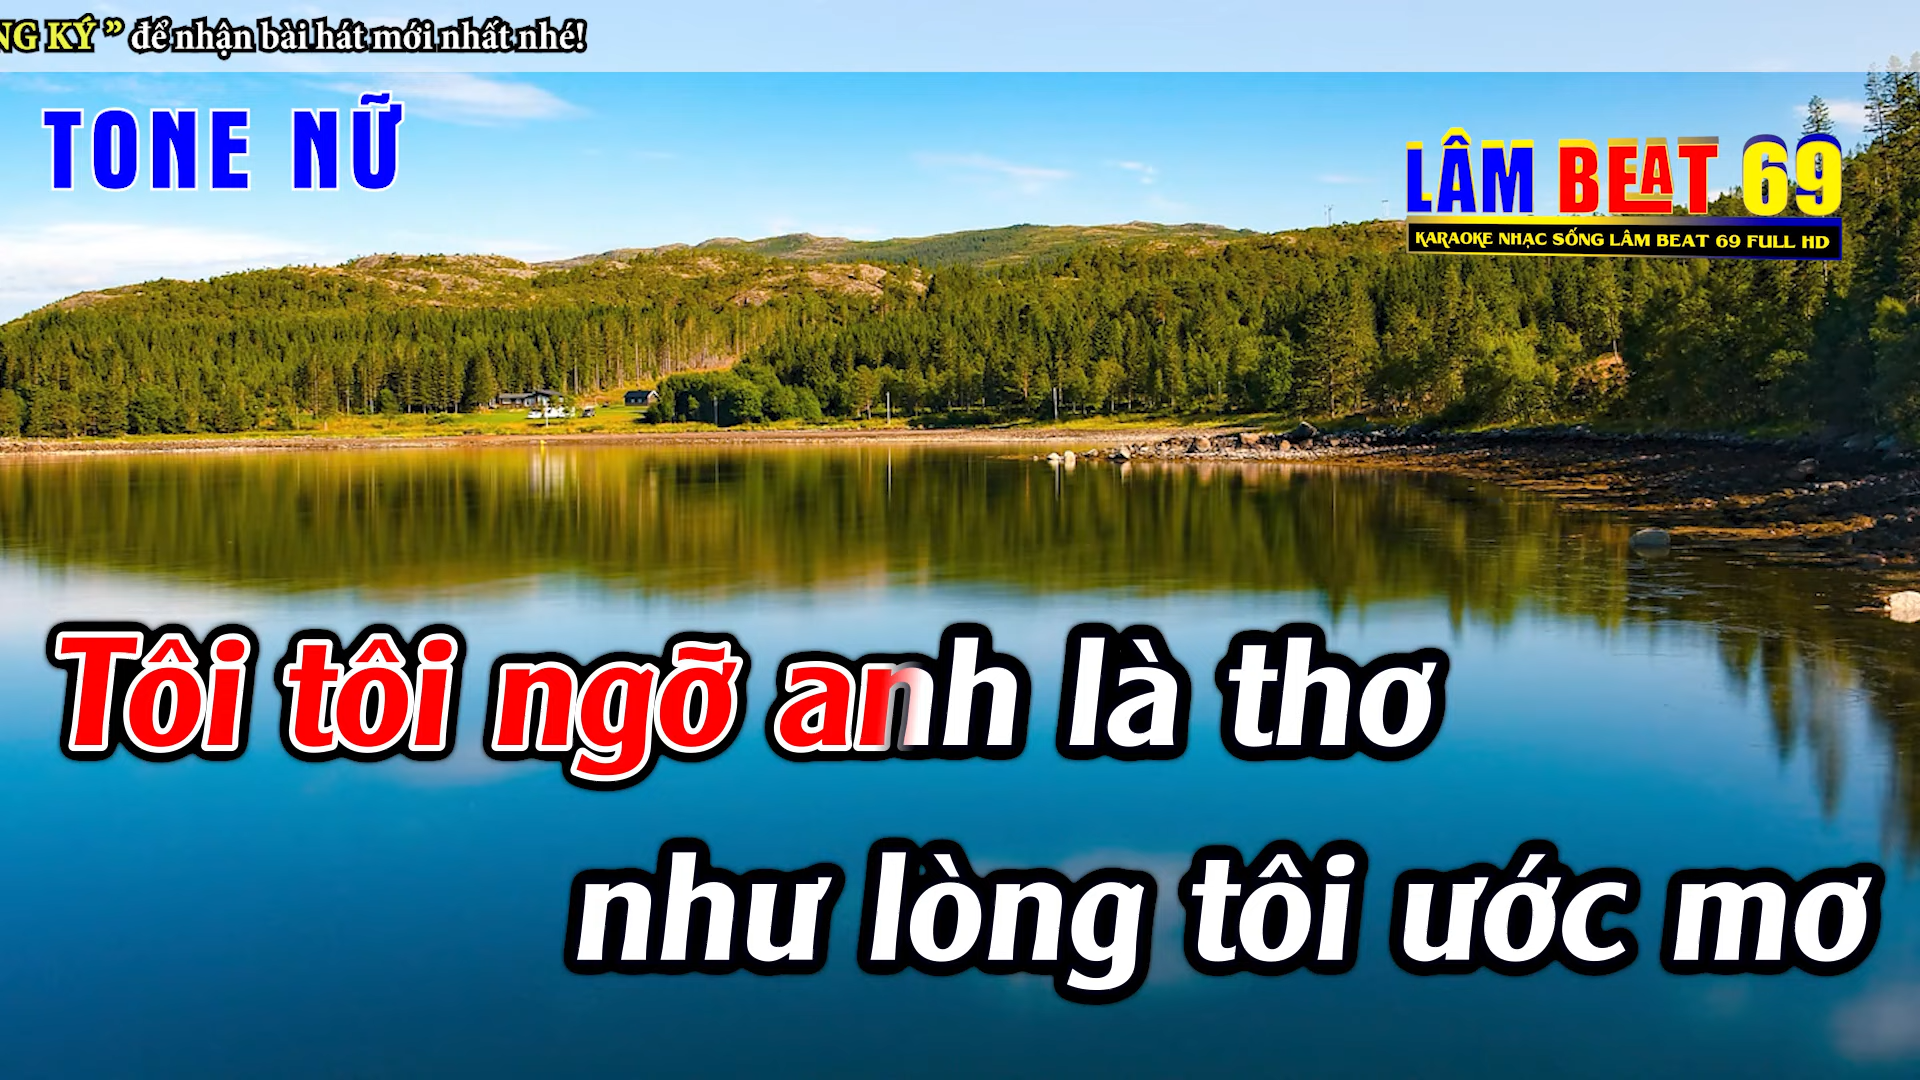 NG KÝ ” để nhận bài hát mới nhất nhé!
TONE NỮ
LÂM BEAT 69
KARAOKE NHẠC SỐNG LÂM BEAT 69 FULL HD
Tôi tôi ngỡ anh là thơ
như lòng tôi ước mơ